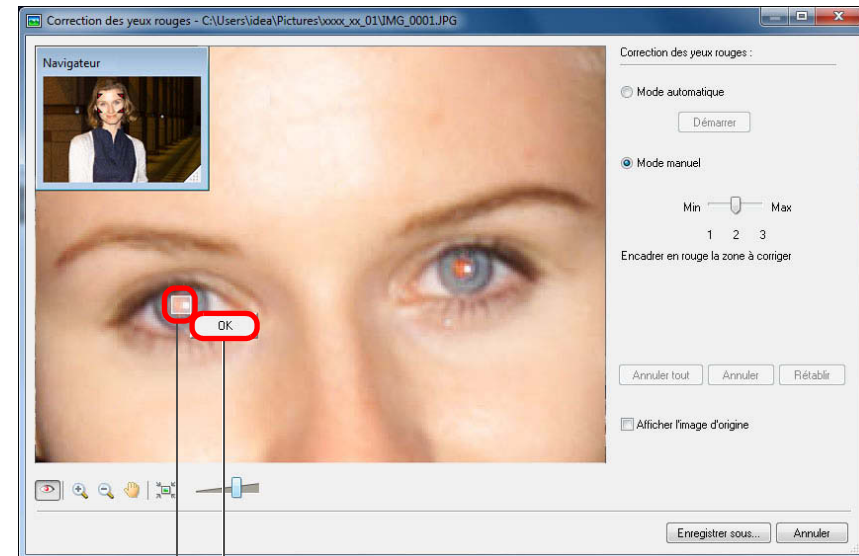 Correction des yeux rouges - C:\Users\idea\Pictures\xxxx_xx_01\IMG_0001.JPG
Navigateur
OK
Correction des yeux rouges :
Mode automatique
Démarrer
Mode manuel
Min Max
1 2 3
Encadrer en rouge la zone à corriger
Annuler tout Annuler Rétablir
Afficher l'image d'origine
Enregistrer sous... Annuler